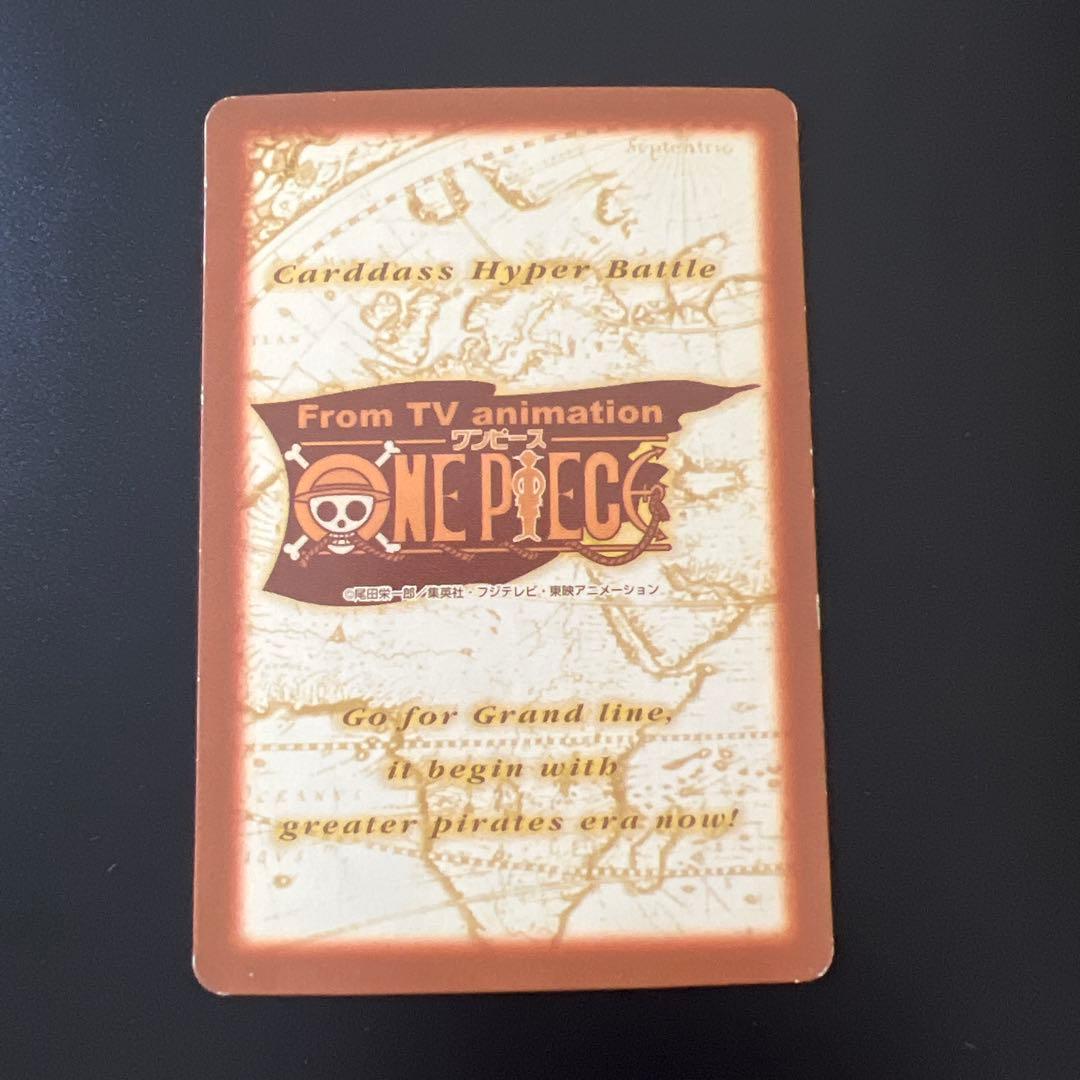 Septentrio
Carddass Hyper Battle
From TV animation
ワンピース
ONE PIECE
©尾田栄一郎/集英社・フジテレビ・東映アニメーション
Go for Grand line,
it begin with
greater pirates era now!